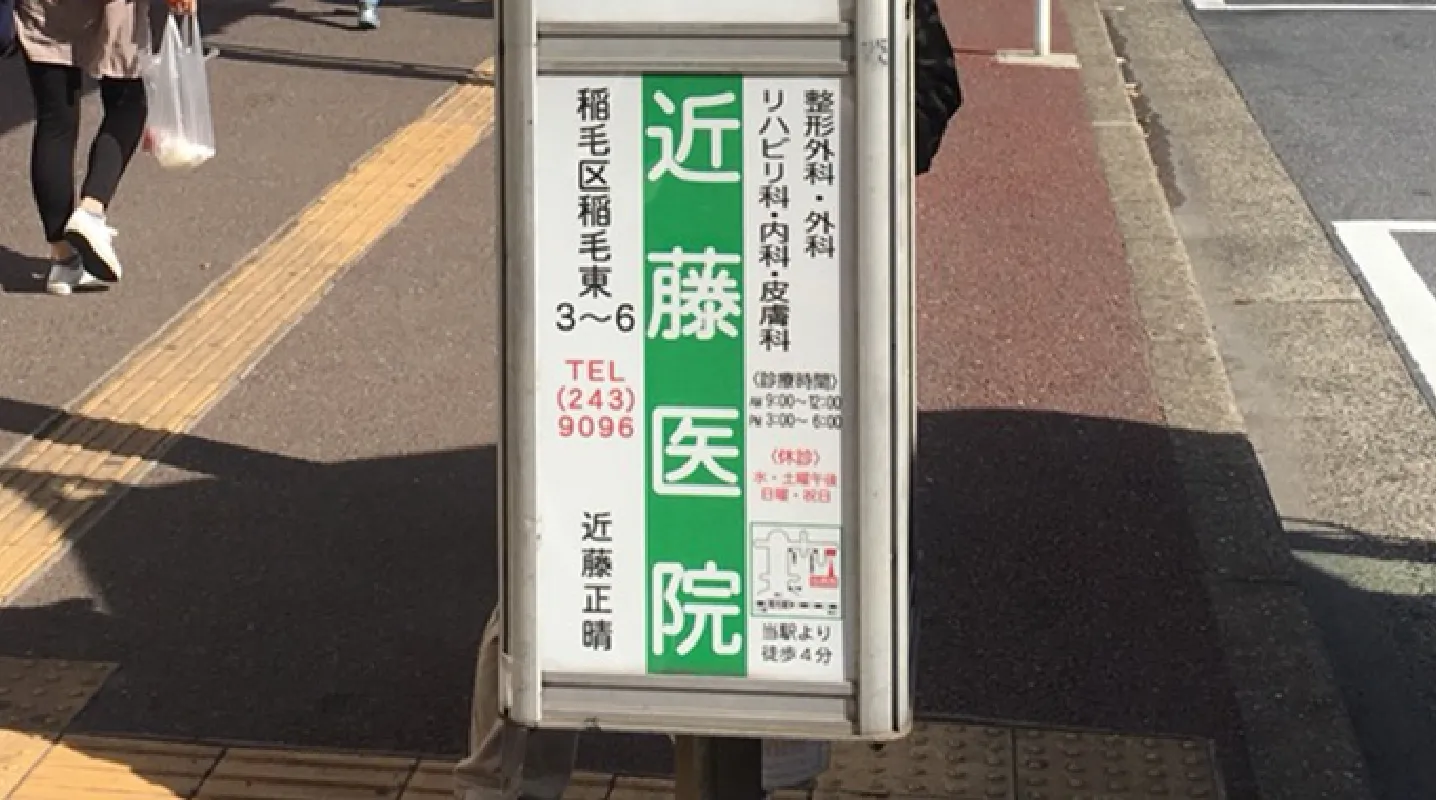 整形外科・外科
リハビリ科・内科・皮膚科
〈診療時間〉
AM 9:00〜12:00
PM 3:00〜 6:00
〈休診〉
水・土曜午後
日曜・祝日
当駅より
徒歩4分
近藤医院
稲毛区稲毛東
3〜6
TEL
(243)
9096
近藤正晴